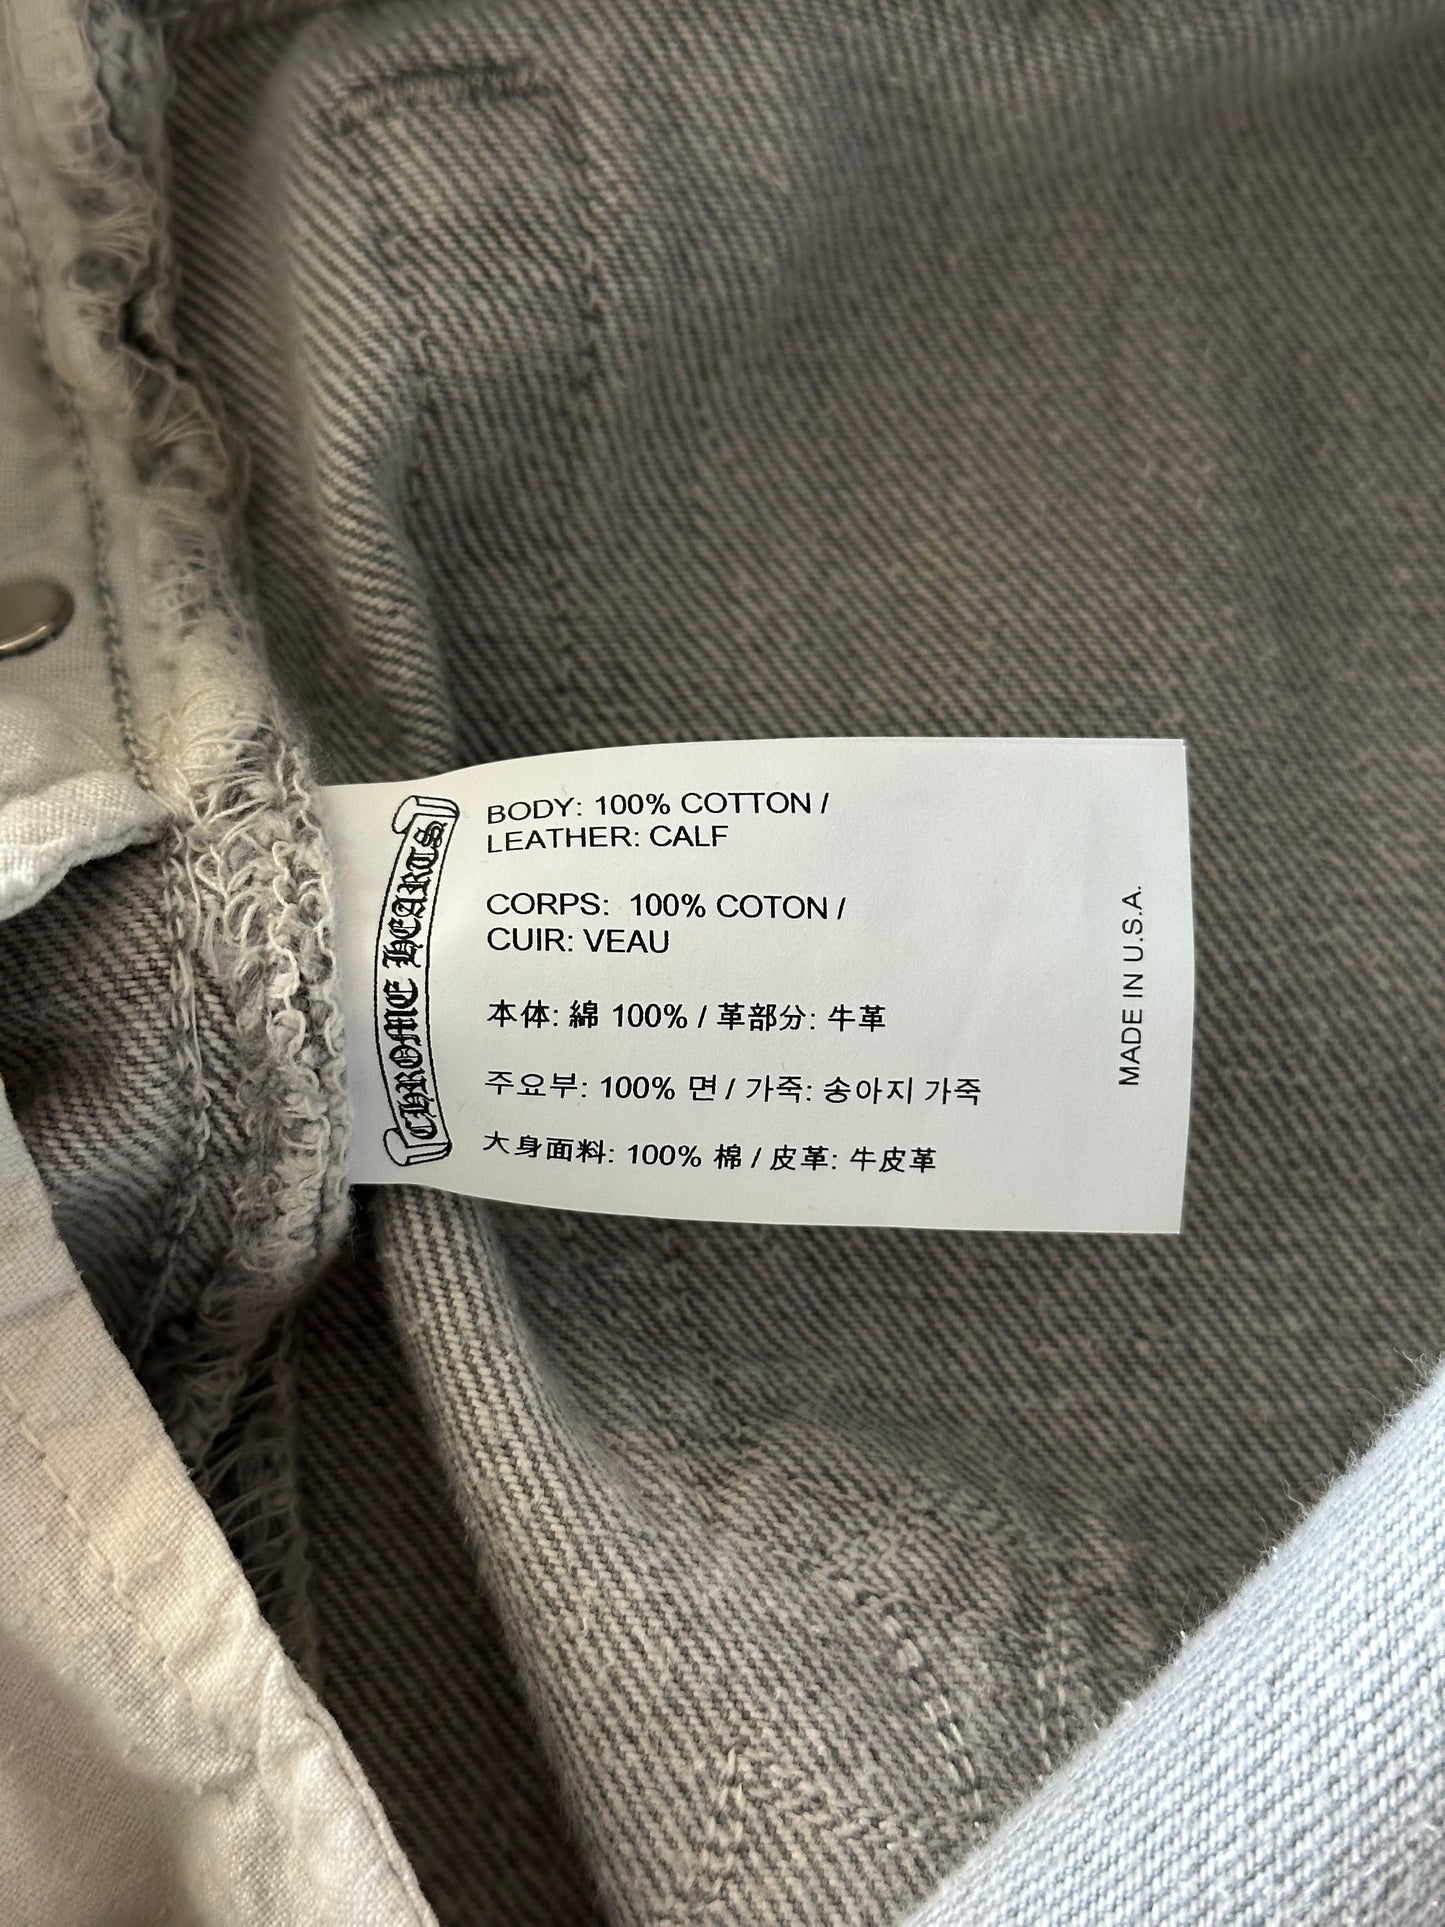 CHROME HEARTS
BODY: 100% COTTON /
LEATHER: CALF
CORPS: 100% COTON /
CUIR: VEAU
本体: 綿 100% / 革部分: 牛革
주요부: 100% 면 / 가죽: 송아지 가죽
大身面料: 100% 棉 / 皮革: 牛皮革
MADE IN U.S.A.